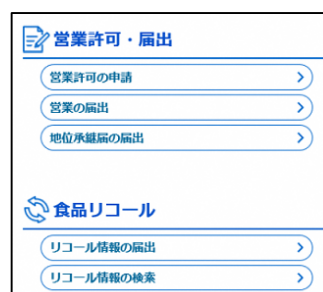 営業許可・届出
営業許可の申請
営業の届出
地位承継届の届出
食品リコール
リコール情報の届出
リコール情報の検索